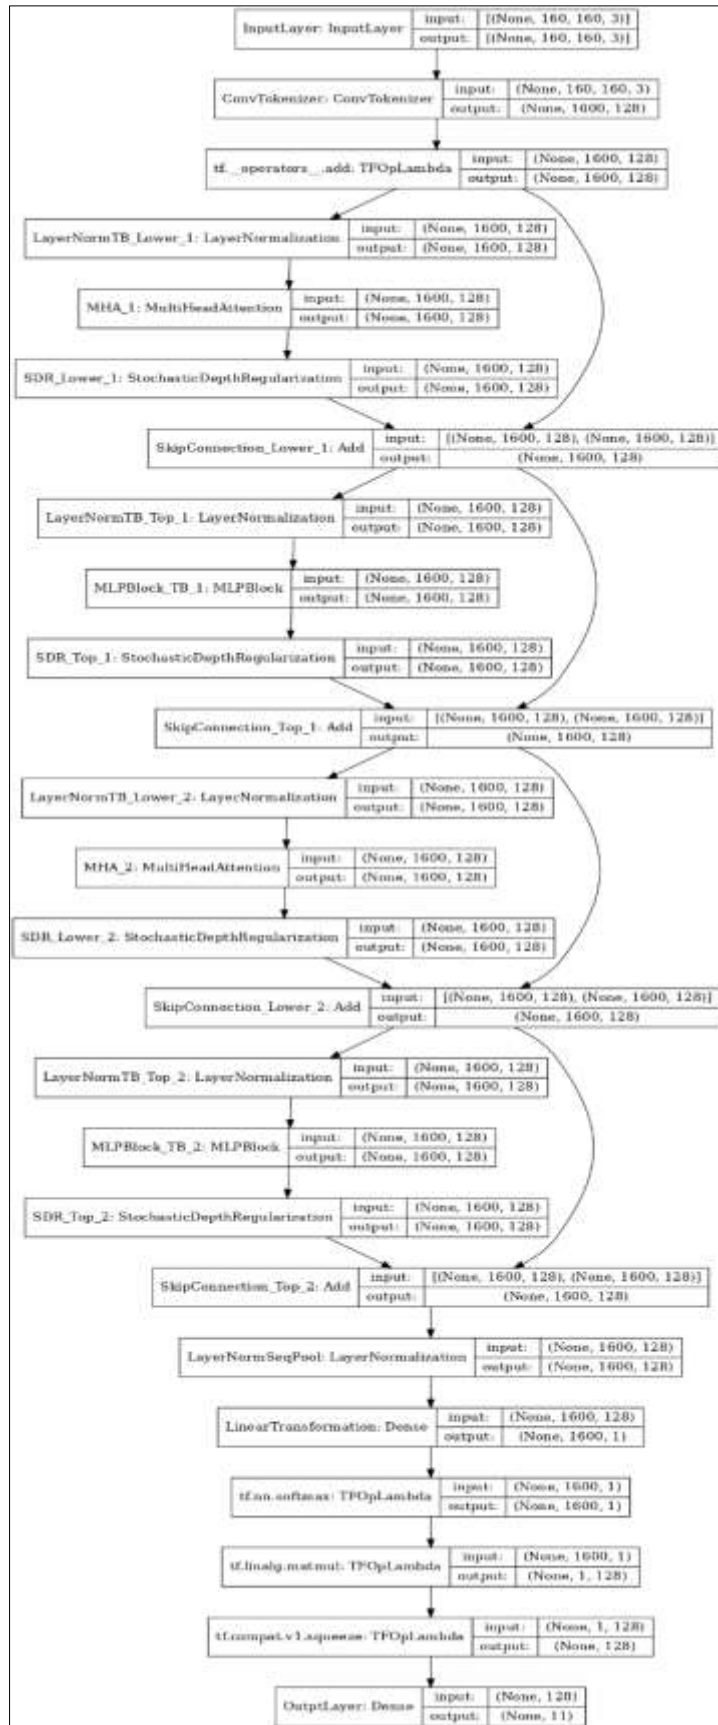 InputLayer: InputLayer input: [(None, 160, 160, 3)]
output: [(None, 160, 160, 3)]
ConvTokenizer: ConvTokenizer input: (None, 160, 160, 3)
output: (None, 1600, 128)
tf.__operators__.add: TFOpLambda input: (None, 1600, 128)
output: (None, 1600, 128)
LayerNormTB_Lower_1: LayerNormalization input: (None, 1600, 128)
output: (None, 1600, 128)
MHA_1: MultiHeadAttention input: (None, 1600, 128)
output: (None, 1600, 128)
SDR_Lower_1: StochasticDepthRegularization input: (None, 1600, 128)
output: (None, 1600, 128)
SkipConnection_Lower_1: Add input: [(None, 1600, 128), (None, 1600, 128)]
output: (None, 1600, 128)
LayerNormTB_Top_1: LayerNormalization input: (None, 1600, 128)
output: (None, 1600, 128)
MLPBlock_TB_1: MLPBlock input: (None, 1600, 128)
output: (None, 1600, 128)
SDR_Top_1: StochasticDepthRegularization input: (None, 1600, 128)
output: (None, 1600, 128)
SkipConnection_Top_1: Add input: [(None, 1600, 128), (None, 1600, 128)]
output: (None, 1600, 128)
LayerNormTB_Lower_2: LayerNormalization input: (None, 1600, 128)
output: (None, 1600, 128)
MHA_2: MultiHeadAttention input: (None, 1600, 128)
output: (None, 1600, 128)
SDR_Lower_2: StochasticDepthRegularization input: (None, 1600, 128)
output: (None, 1600, 128)
SkipConnection_Lower_2: Add input: [(None, 1600, 128), (None, 1600, 128)]
output: (None, 1600, 128)
LayerNormTB_Top_2: LayerNormalization input: (None, 1600, 128)
output: (None, 1600, 128)
MLPBlock_TB_2: MLPBlock input: (None, 1600, 128)
output: (None, 1600, 128)
SDR_Top_2: StochasticDepthRegularization input: (None, 1600, 128)
output: (None, 1600, 128)
SkipConnection_Top_2: Add input: [(None, 1600, 128), (None, 1600, 128)]
output: (None, 1600, 128)
LayerNormSeqPool: LayerNormalization input: (None, 1600, 128)
output: (None, 1600, 128)
LinearTransformation: Dense input: (None, 1600, 128)
output: (None, 1600, 1)
tf.nn.softmax: TFOpLambda input: (None, 1600, 1)
output: (None, 1600, 1)
tf.linalg.matmul: TFOpLambda input: (None, 1600, 1)
output: (None, 1, 128)
tf.compat.v1.squeeze: TFOpLambda input: (None, 1, 128)
output: (None, 128)
OutptLayer: Dense input: (None, 128)
output: (None, 11)